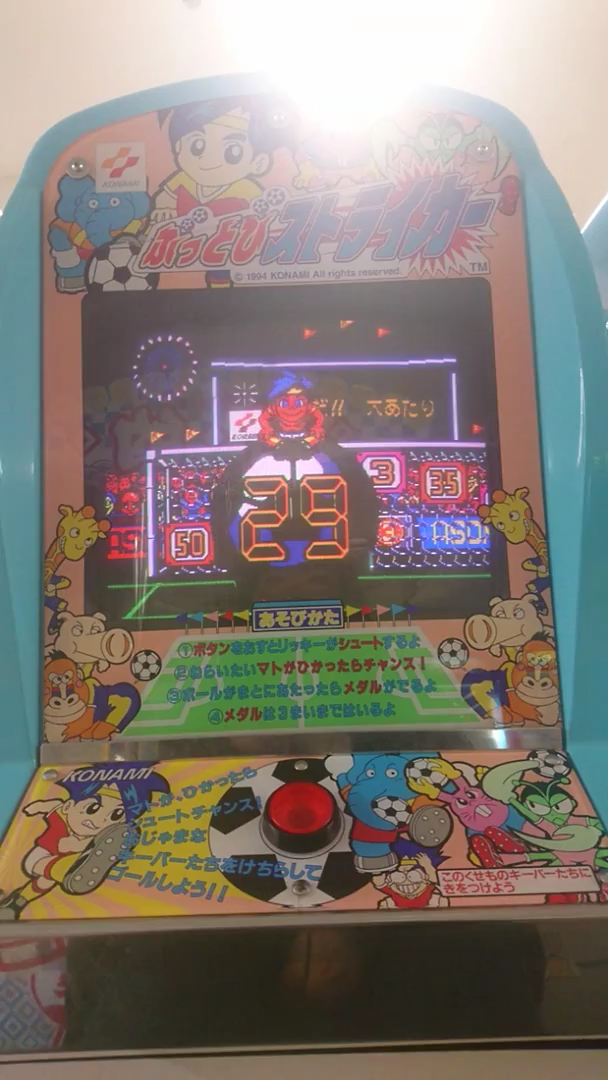 KONAMI
ぶっとびストライカー
TM
© 1994 KONAMI All rights reserved.
!! 大あたり
3
35
29
50
あそびかた
①ボタンをおすとリッキーがシュートするよ
②ねらいたいマトがひかったらチャンス!
③ボールがまとにあたったらメダルがでるよ
④メダルは3まいまではいるよ
KONAMI
マトが、ひかったら
シュートチャンス!
おじゃまな
キーパーたちをけちらして
ゴールしよう!!
このくせものキーパーたちに
きをつけよう